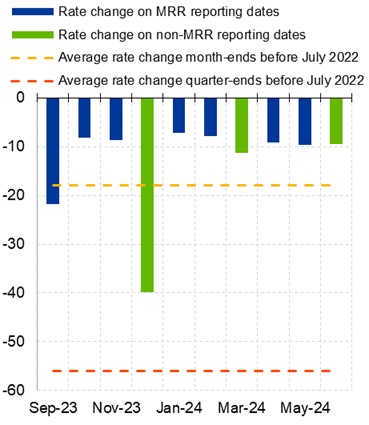 Rate change on MRR reporting dates
Rate change on non-MRR reporting dates
Average rate change month-ends before July 2022
Average rate change quarter-ends before July 2022
0
-10
-20
-30
-40
-50
-60
Sep-23 Nov-23 Jan-24 Mar-24 May-24